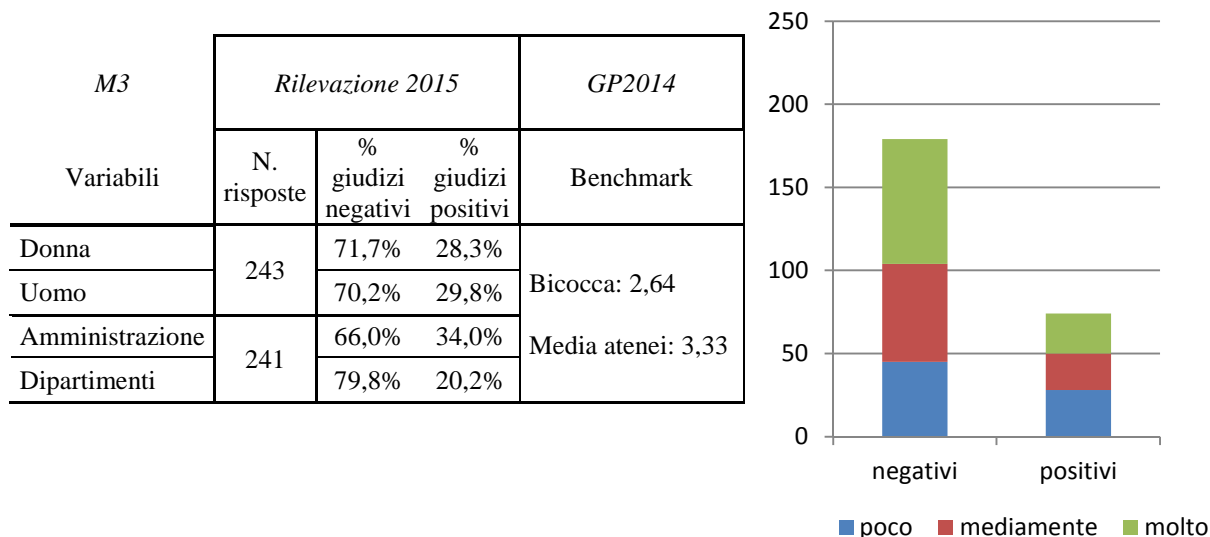 M3 Rilevazione 2015 GP2014
Variabili N. risposte % giudizi negativi % giudizi positivi Benchmark
Donna 243 71,7% 28,3% Bicocca: 2,64
Uomo 70,2% 29,8%
Amministrazione 241 66,0% 34,0% Media atenei: 3,33
Dipartimenti 79,8% 20,2%
250
200
150
100
50
0
negativi positivi
poco mediamente molto